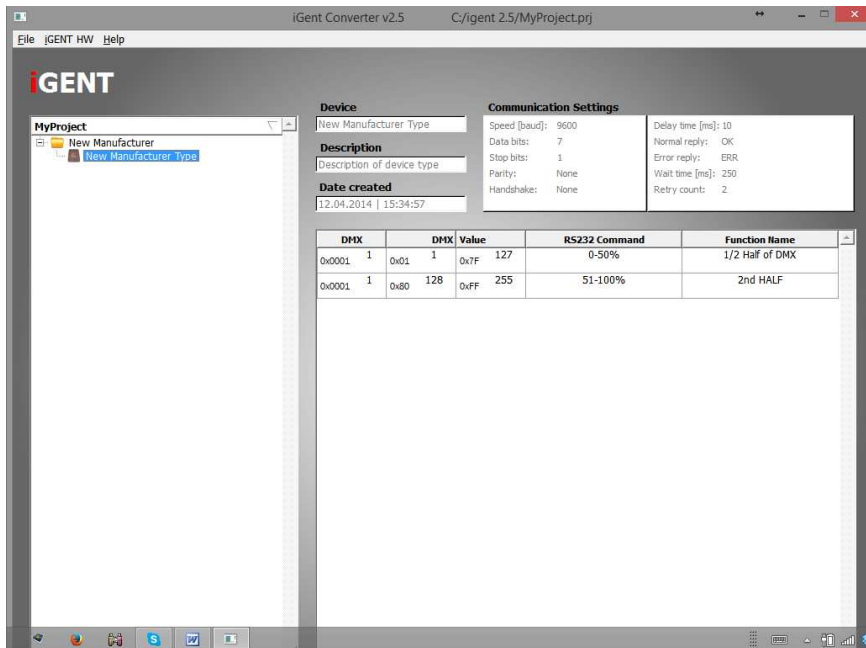 iGent Converter v2.5 C:/igent 2.5/MyProject.prj
File iGENT HW Help
iGENT
MyProject
New Manufacturer
New Manufacturer Type
Device
New Manufacturer Type
Description
Description of device type
Date created
12.04.2014 | 15:34:57
Communication Settings
Speed [baud]: 9600
Data bits: 7
Stop bits: 1
Parity: None
Handshake: None
Delay time [ms]: 10
Normal reply: OK
Error reply: ERR
Wait time [ms]: 250
Retry count: 2
DMX DMX Value RS232 Command Function Name
0x0001 1 0x01 1 0x7F 127 0-50% 1/2 Half of DMX
0x0001 1 0x80 128 0xFF 255 51-100% 2nd HALF